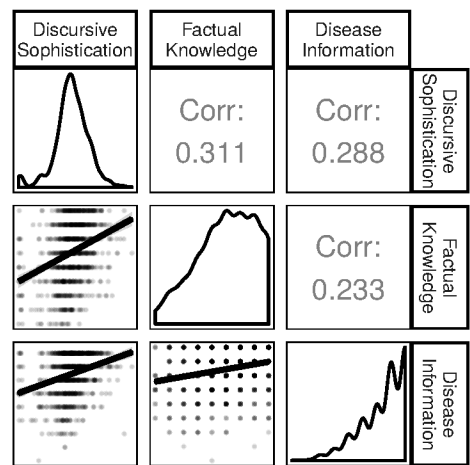 Discursive
Sophistication
Factual
Knowledge
Disease
Information
Corr:
0.311
Corr:
0.288
Discursive
Sophistication
Corr:
0.233
Factual
Knowledge
Disease
Information